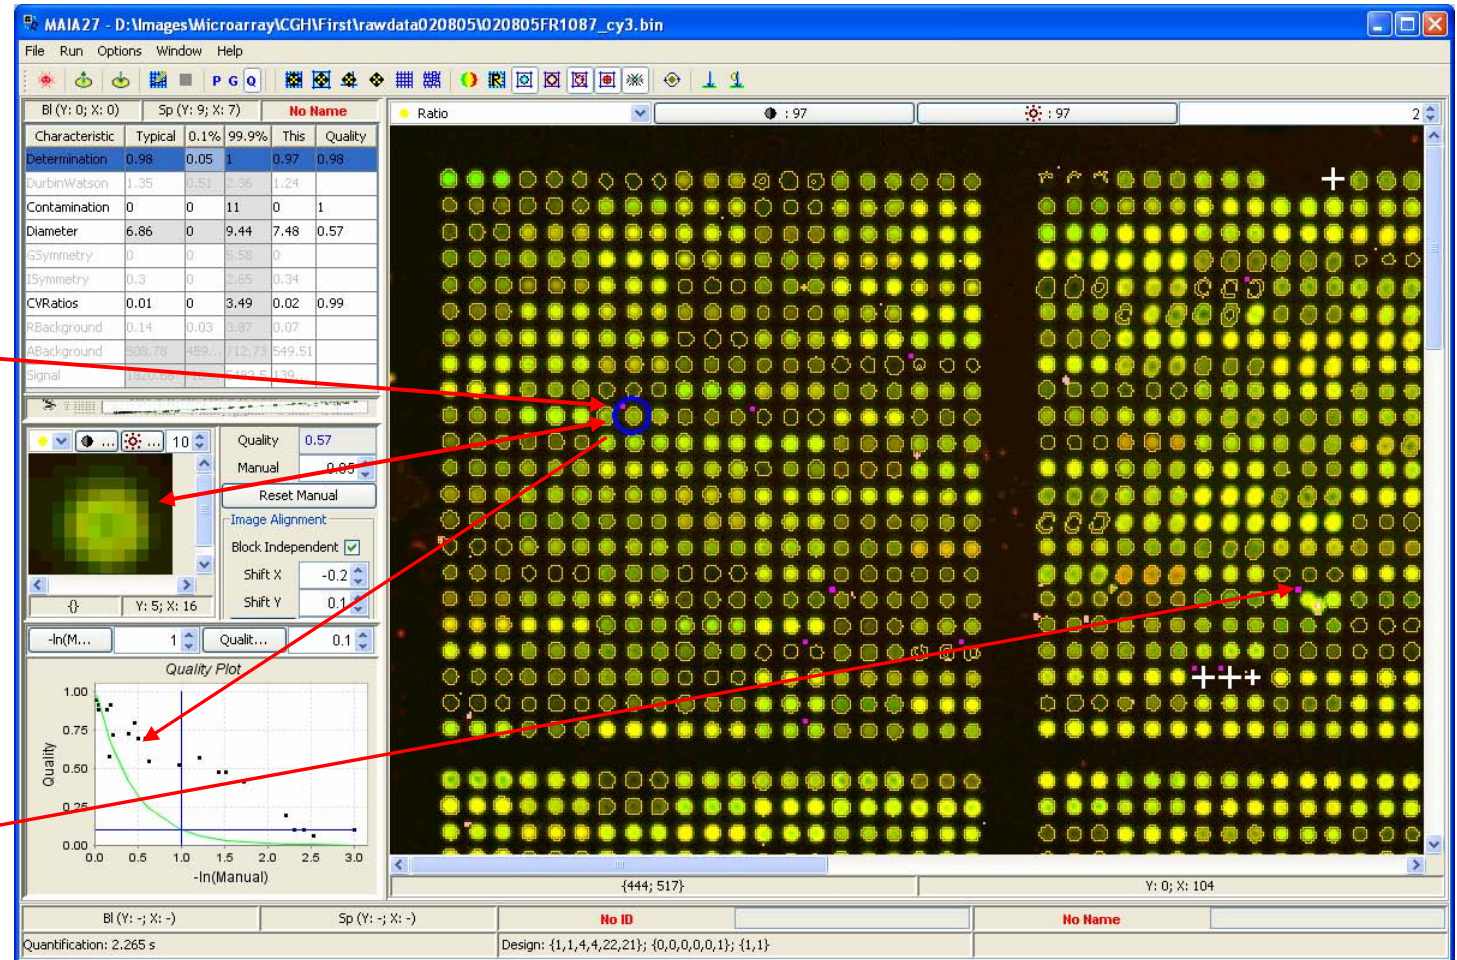 MAIA27 - D:\Images\Microarray\CGH\First\rawdata020805\020805FR1087_cy3.bin
File Run Options Window Help
P G Q
Bl (Y: 0; X: 0) Sp (Y: 9; X: 7) No Name
Ratio : 97 : 97 2
Characteristic Typical 0.1% 99.9% This Quality
Determination 0.98 0.05 1 0.97 0.98
DurbinWatson 1.35 0.51 2.36 1.24
Contamination 0 0 11 0 1
Diameter 6.86 0 9.44 7.48 0.57
GSymmetry 0 0 5.58 0
ISymmetry 0.3 0 2.65 0.34
CVRatios 0.01 0 3.49 0.02 0.99
RBackground 0.14 0.03 3.87 0.07
ABackground 508.78 459... 712.73 549.51
Signal 139...
... ... 10 Quality 0.57
Manual 0.85
Reset Manual
Image Alignment
Block Independent
Shift X -0.2
{} Y: 5; X: 16 Shift Y 0.1
-ln(M... 1 Qualit... 0.1
Quality Plot
1.00
0.75
0.50
0.25
0.00
Quality
0.0 0.5 1.0 1.5 2.0 2.5 3.0
-ln(Manual)
{444; 517} Y: 0; X: 104
Bl (Y: -; X: -) Sp (Y: -; X: -) No ID No Name
Quantification: 2.265 s Design: {1,1,4,4,22,21}; {0,0,0,0,0,1}; {1,1}